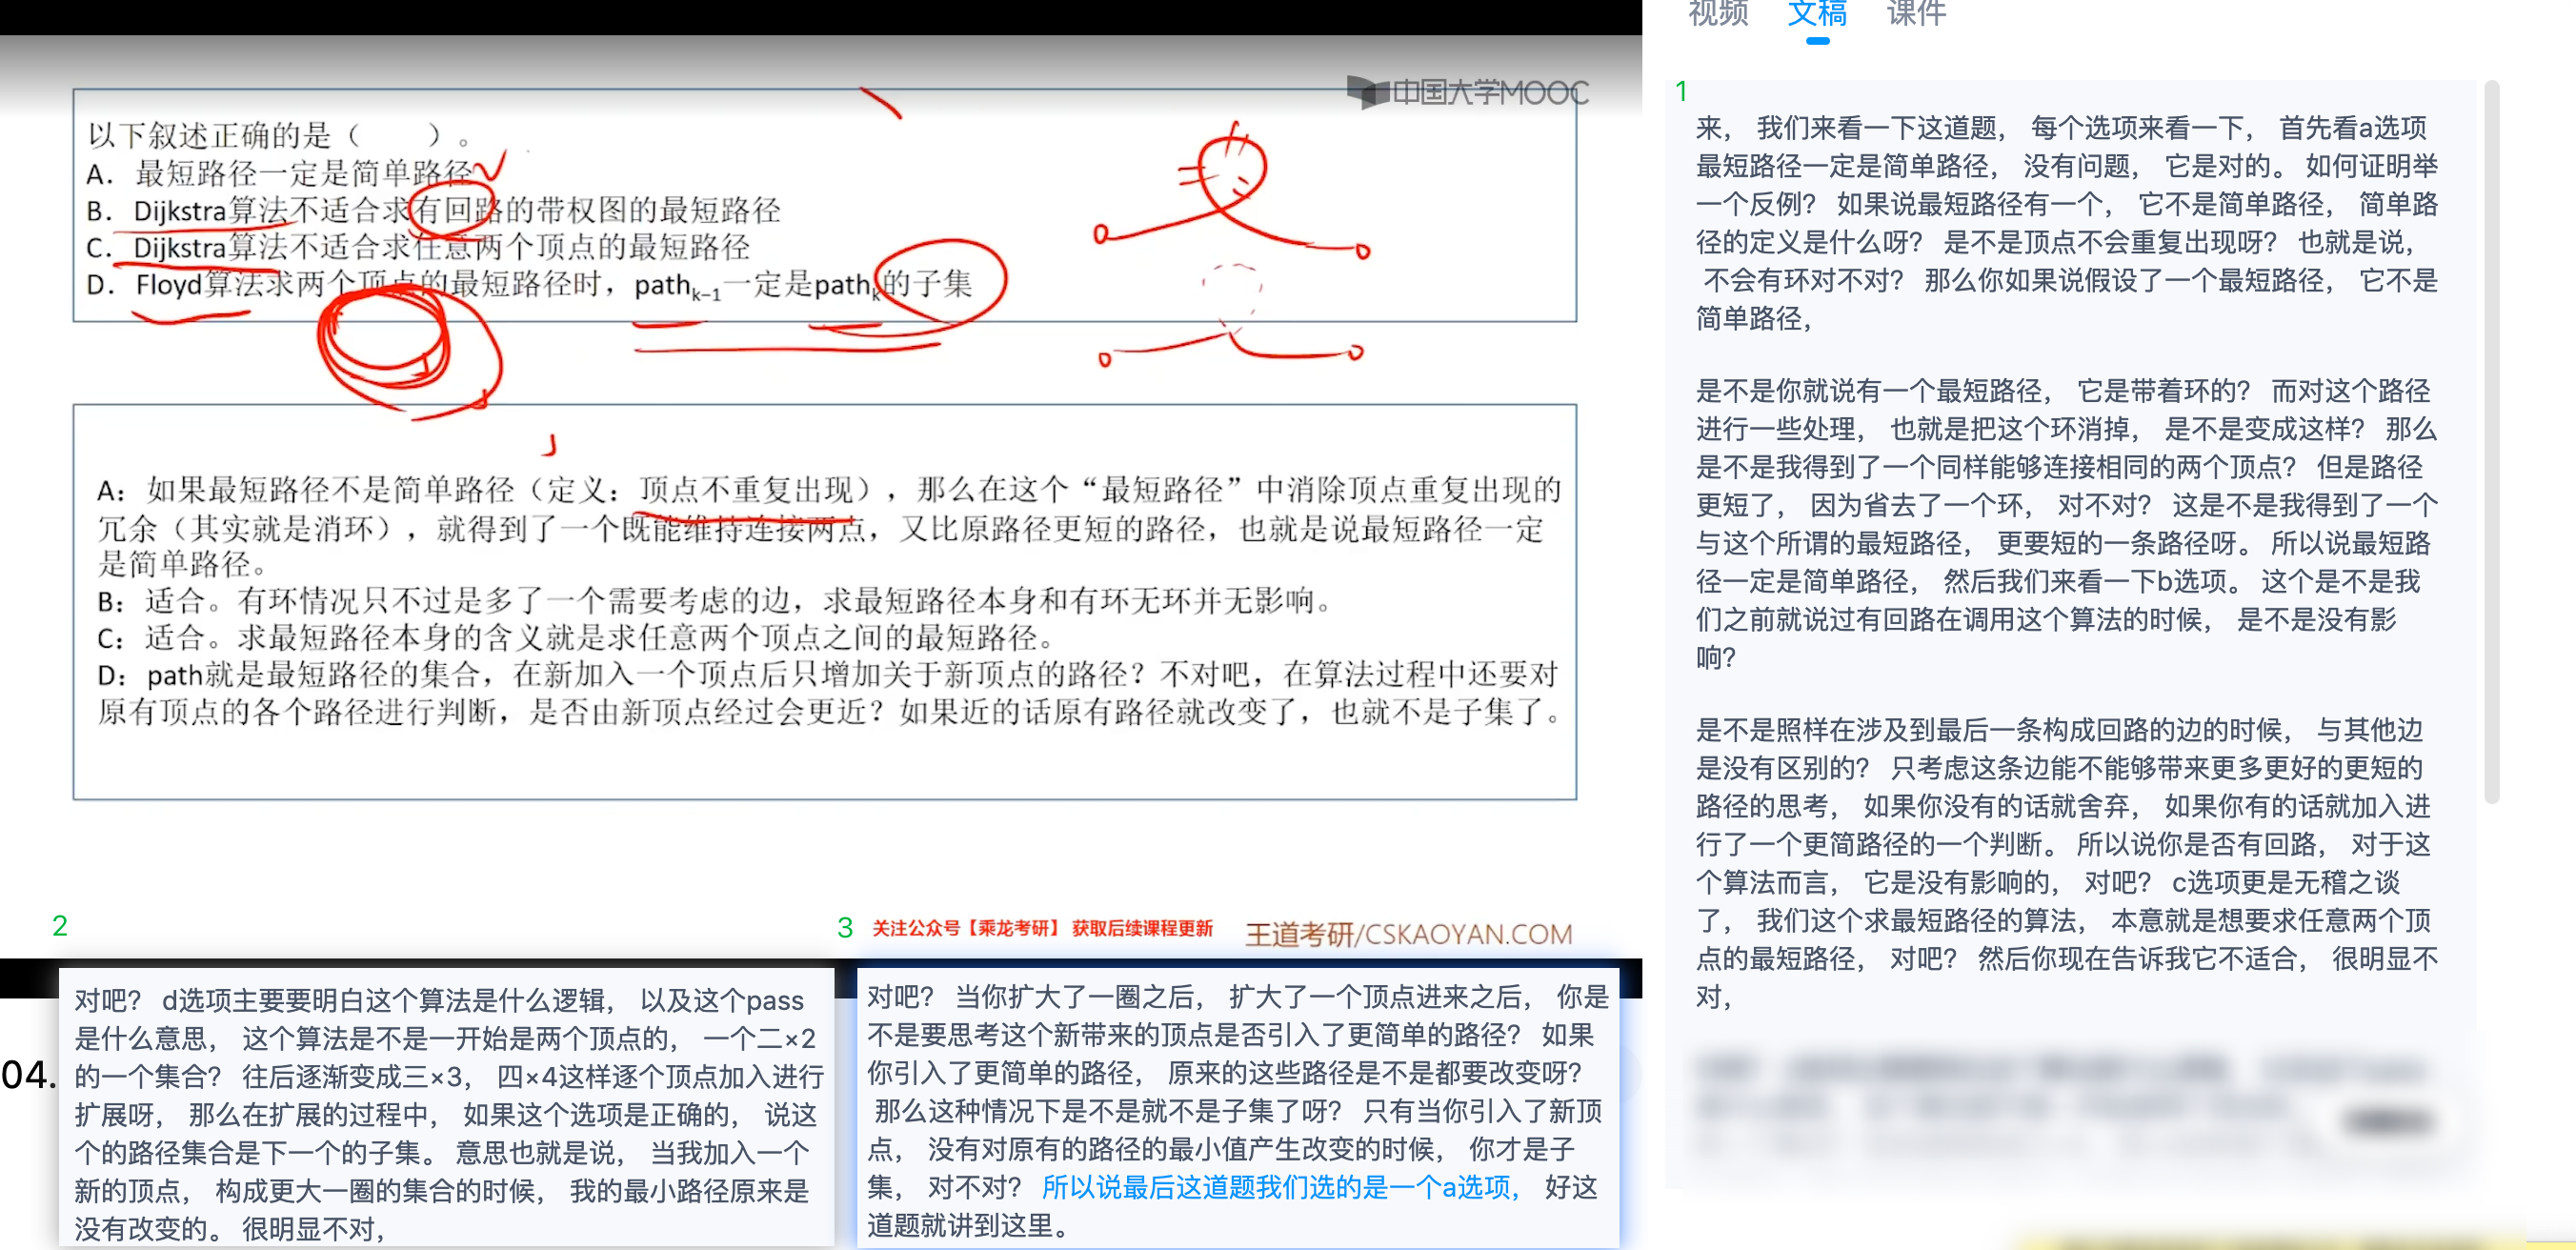 中国大学MOOC
以下叙述正确的是（　　）。
A. 最短路径一定是简单路径
B. Dijkstra算法不适合求有回路的带权图的最短路径
C. Dijkstra算法不适合求任意两个顶点的最短路径
D. Floyd算法求两个顶点的最短路径时，pathk-1一定是pathk的子集
A：如果最短路径不是简单路径（定义：顶点不重复出现），那么在这个“最短路径”中消除顶点重复出现的
冗余（其实就是消环），就得到了一个既能维持连接两点，又比原路径更短的路径，也就是说最短路径一定
是简单路径。
B：适合。有环情况只不过是多了一个需要考虑的边，求最短路径本身和有环无环并无影响。
C：适合。求最短路径本身的含义就是求任意两个顶点之间的最短路径。
D：path就是最短路径的集合，在新加入一个顶点后只增加关于新顶点的路径？不对吧，在算法过程中还要对
原有顶点的各个路径进行判断，是否由新顶点经过会更近？如果近的话原有路径就改变了，也就不是子集了。
关注公众号【乘龙考研】 获取后续课程更新
王道考研/CSKAOYAN.COM
视频 文稿 课件
1
来， 我们来看一下这道题， 每个选项来看一下， 首先看a选项
最短路径一定是简单路径， 没有问题， 它是对的。 如何证明举
一个反例？ 如果说最短路径有一个， 它不是简单路径， 简单路
径的定义是什么呀？ 是不是顶点不会重复出现呀？ 也就是说，
不会有环对不对？ 那么你如果说假设了一个最短路径， 它不是
简单路径，
是不是你就说有一个最短路径， 它是带着环的？ 而对这个路径
进行一些处理， 也就是把这个环消掉， 是不是变成这样？ 那么
是不是我得到了一个同样能够连接相同的两个顶点？ 但是路径
更短了， 因为省去了一个环， 对不对？ 这是不是我得到了一个
与这个所谓的最短路径， 更要短的一条路径呀。 所以说最短路
径一定是简单路径， 然后我们来看一下b选项。 这个是不是我
们之前就说过有回路在调用这个算法的时候， 是不是没有影
响？
是不是照样在涉及到最后一条构成回路的边的时候， 与其他边
是没有区别的？ 只考虑这条边能不能够带来更多更好的更短的
路径的思考， 如果你没有的话就舍弃， 如果你有的话就加入进
行了一个更简路径的一个判断。 所以说你是否有回路， 对于这
个算法而言， 它是没有影响的， 对吧？ c选项更是无稽之谈
了， 我们这个求最短路径的算法， 本意就是想要求任意两个顶
点的最短路径， 对吧？ 然后你现在告诉我它不适合， 很明显不
对，
2
04.
对吧？ d选项主要要明白这个算法是什么逻辑， 以及这个pass
是什么意思， 这个算法是不是一开始是两个顶点的， 一个二×2
的一个集合？ 往后逐渐变成三×3， 四×4这样逐个顶点加入进行
扩展呀， 那么在扩展的过程中， 如果这个选项是正确的， 说这
个的路径集合是下一个的子集。 意思也就是说， 当我加入一个
新的顶点， 构成更大一圈的集合的时候， 我的最小路径原来是
没有改变的。 很明显不对，
3
对吧？ 当你扩大了一圈之后， 扩大了一个顶点进来之后， 你是
不是要思考这个新带来的顶点是否引入了更简单的路径？ 如果
你引入了更简单的路径， 原来的这些路径是不是都要改变呀？
那么这种情况下是不是就不是子集了呀？ 只有当你引入了新顶
点， 没有对原有的路径的最小值产生改变的时候， 你才是子
集， 对不对？ 所以说最后这道题我们选的是一个a选项， 好这
道题就讲到这里。